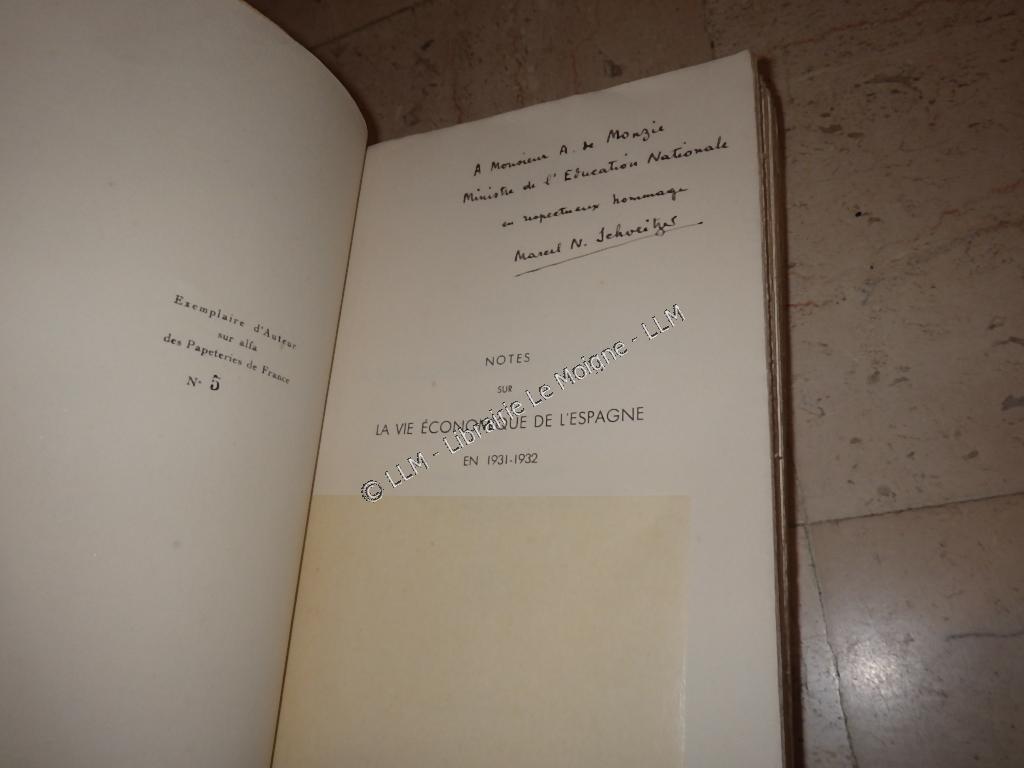 Exemplaire d'Auteur
sur alfa
des Papeteries de France
N° 5
A Monsieur A. de Monzie
Ministre de l'Education Nationale
en respectueux hommage
Marcel N. Schveitzer
NOTES
SUR
LA VIE ÉCONOMIQUE DE L'ESPAGNE
EN 1931-1932
© LLM - Librairie Le Moigne - LLM